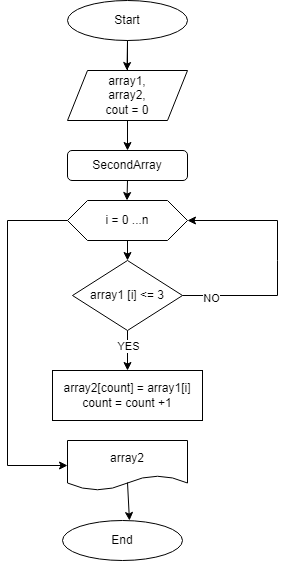 Start
array1,
array2,
cout = 0
SecondArray
i = 0 ...n
array1 [i] <= 3
NO
YES
array2[count] = array1[i]
count = count +1
array2
End